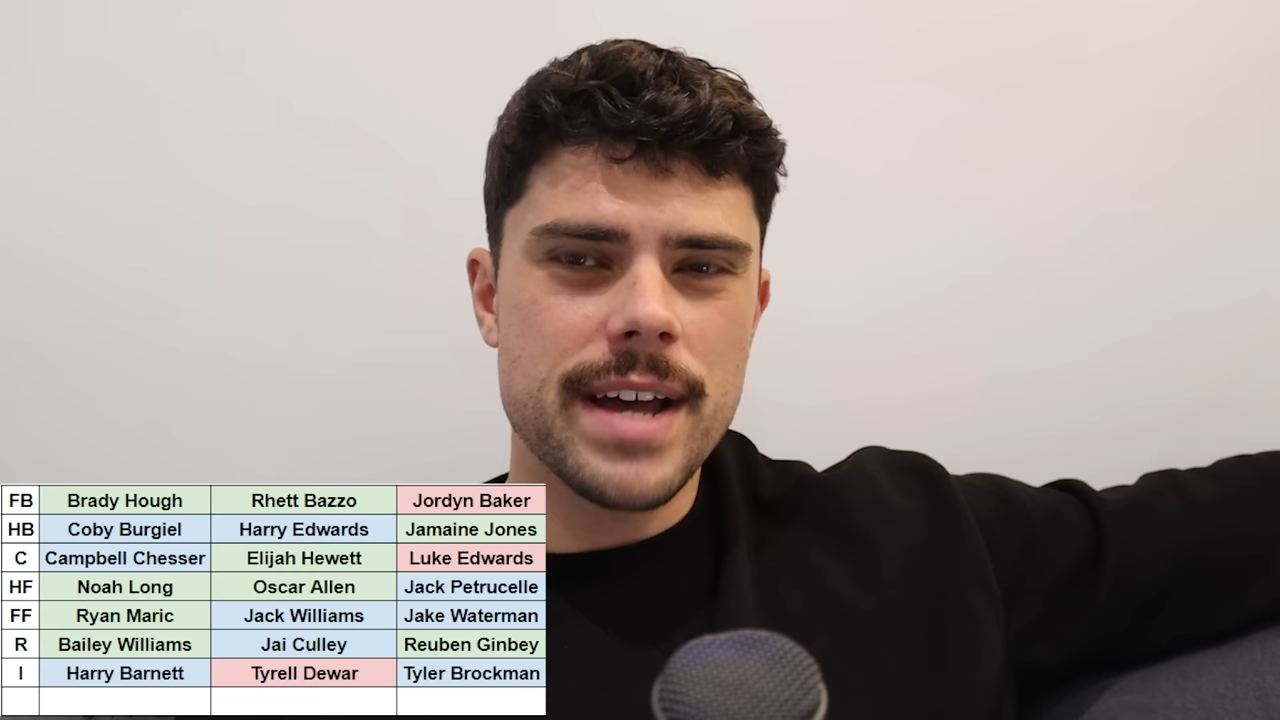 FB Brady Hough Rhett Bazzo Jordyn Baker
HB Coby Burgiel Harry Edwards Jamaine Jones
C Campbell Chesser Elijah Hewett Luke Edwards
HF Noah Long Oscar Allen Jack Petrucelle
FF Ryan Maric Jack Williams Jake Waterman
R Bailey Williams Jai Culley Reuben Ginbey
I Harry Barnett Tyrell Dewar Tyler Brockman